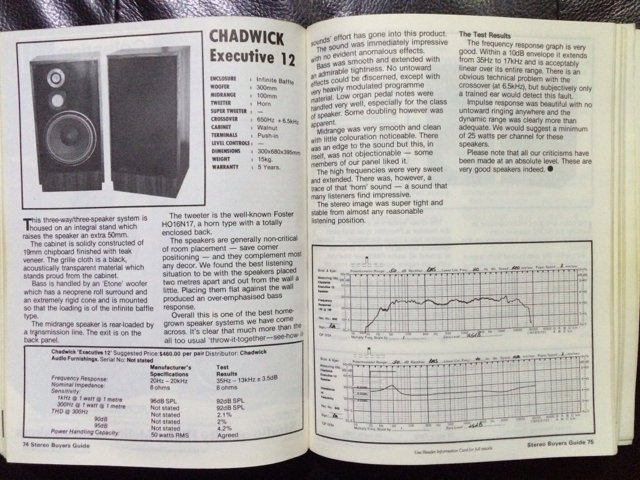 CHADWICK
Executive 12
ENCLOSURE : Infinite Baffle
WOOFER : 300mm
MIDRANGE : 100mm
TWEETER : Horn
SUPER TWEETER : —
CROSSOVER : 650Hz + 6.5kHz
CABINET : Walnut
TERMINALS : Push-in
LEVEL CONTROLS : —
DIMENSIONS : 300x680x395mm
WEIGHT : 15kg.
WARRANTY : 5 Years.
This three-way/three-speaker system is
housed on an integral stand which
raises the speaker an extra 50mm.
The cabinet is solidly constructed of
19mm chipboard finished with teak
veneer. The grille cloth is a black,
acoustically transparent material which
stands proud from the cabinet.
Bass is handled by an 'Etone' woofer
which has a neoprene roll surround and
an extremely rigid cone and is mounted
so that the loading is of the infinite baffle
type.
The midrange speaker is rear-loaded by
a transmission line. The exit is on the
back panel.
The tweeter is the well-known Foster
HO16N17, a horn type with a totally
enclosed back.
The speakers are generally non-critical
of room placement — save corner
positioning — and they complement most
any decor. We found the best listening
situation to be with the speakers placed
two metres apart and out from the wall a
little. Placing them flat against the wall
produced an over-emphasised bass
response.
Overall this is one of the best home-
grown speaker systems we have come
across. It's clear that much more than the
all too usual 'throw-it-together—see-how-
Chadwick 'Executive 12' Suggested Price:$460.00 per pair Distributor: Chadwick
Audio Furnishings. Serial No: Not stated
Manufacturer's Test
Specifications Results
Frequency Response: 20Hz – 20kHz 35Hz – 13kHz ± 3.5dB
Nominal Impedance: 8 ohms 8 ohms
Sensitivity:
1kHz @ 1 watt @ 1 metre 96dB SPL 92dB SPL
300Hz @ 1 watt @ 1 metre Not stated 92dB SPL
THD @ 300Hz Not stated 2.1%
90dB Not stated 2%
95dB Not stated 4.2%
Power Handling Capacity: 50 watts RMS Agreed
74 Stereo Buyers Guide
sounds' effort has gone into this product.
The sound was immediately impressive
with no evident anomalous effects.
Bass was smooth and extended with
an admirable tightness. No untoward
effects could be discerned, except with
very heavily modulated programme
material. Low organ pedal notes were
handled very well, especially for the class
of speaker. Some doubling however was
apparent.
Midrange was very smooth and clean
with little colouration noticeable. There
was an edge to the sound but this, in
itself, was not objectionable — some
members of our panel liked it.
The high frequencies were very sweet
and extended. There was, however, a
trace of that 'horn' sound — a sound that
many listeners find impressive.
The stereo image was super tight and
stable from almost any reasonable
listening position.
The Test Results
The frequency response graph is very
good. Within a 10dB envelope it extends
from 35Hz to 17kHz and is acceptably
linear over its entire range. There is an
obvious technical problem with the
crossover (at 6.5kHz), but subjectively
a trained ear would detect this fault.
Impulse response was beautiful with no
untoward ringing anywhere and the
dynamic range was clearly more than
adequate. We would suggest a minimum
of 25 watts per channel for these
speakers.
Please note that all our criticisms have
been made at an absolute level. These are
very good speakers indeed. ●
Use Reader Information Card for full details
Stereo Buyers Guide 75